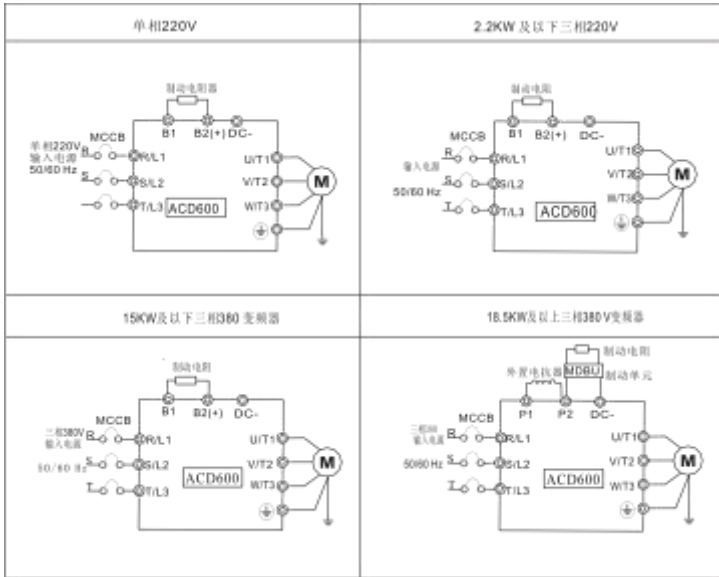 单相220V
制动电阻器
B1 B2(+) DC-
单相220V
输入电源
50/60 Hz
MCCB
R R/L1
S S/L2
T/L3
U/T1
V/T2
W/T3
M
ACD600
2.2KW 及以下三相220V
制动电阻
B1 B2(+) DC-
MCCB
输入电源
50/60 Hz
R R/L1
S S/L2
T T/L3
U/T1
V/T2
W/T3
M
ACD600
15KW及以下三相380 变频器
制动电阻
B1 B2(+) DC-
三相380V
输入电源
50/60 Hz
MCCB
R R/L1
S S/L2
T T/L3
U/T1
V/T2
W/T3
M
ACD600
18.5KW及以上三相380 V变频器
制动电阻
外置电抗器
MDBU
制动单元
P1 P2 DC-
MCCB
输入电源
50/60 Hz
R R/L1
S S/L2
T T/L3
U/T1
V/T2
W/T3
M
ACD600